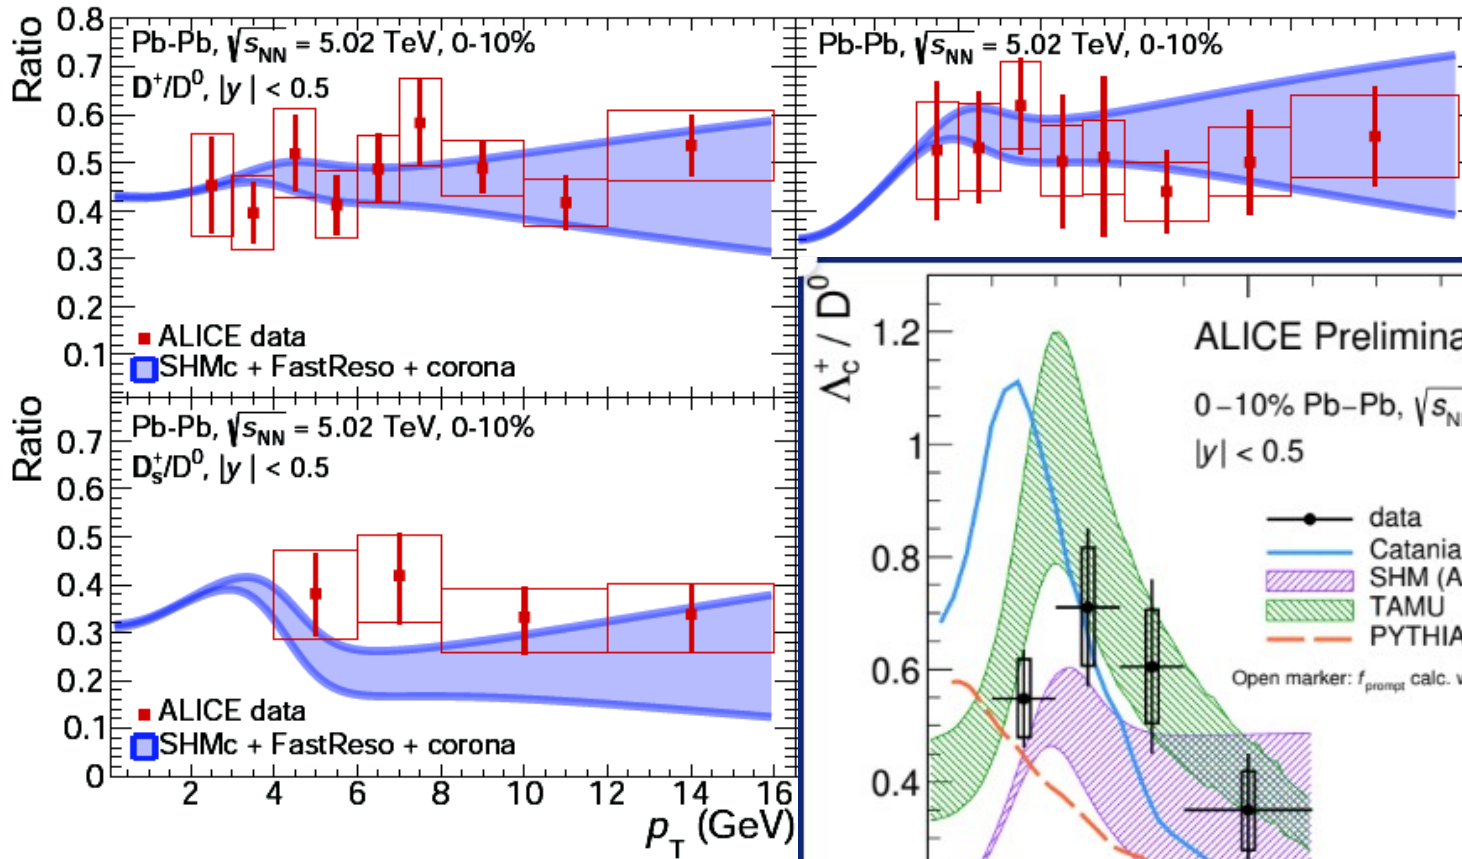 Ratio
0.8
0.7
0.6
0.5
0.4
0.3
0.2
0.1
Pb-Pb, √sNN = 5.02 TeV, 0-10%
D+/D0, |y| < 0.5
ALICE data
SHMc + FastReso + corona
Ratio
0.7
0.6
0.5
0.4
0.3
0.2
0.1
0
Pb-Pb, √sNN = 5.02 TeV, 0-10%
Ds+/D0, |y| < 0.5
ALICE data
SHMc + FastReso + corona
2 4 6 8 10 12 14 16
pT (GeV)
Pb-Pb, √sNN = 5.02 TeV, 0-10%
Λc+ / D0
1.2
1
0.8
0.6
0.4
ALICE Prelimina
0–10% Pb–Pb, √sN
|y| < 0.5
data
Catania
SHM (A
TAMU
PYTHIA
Open marker: fprompt calc. w